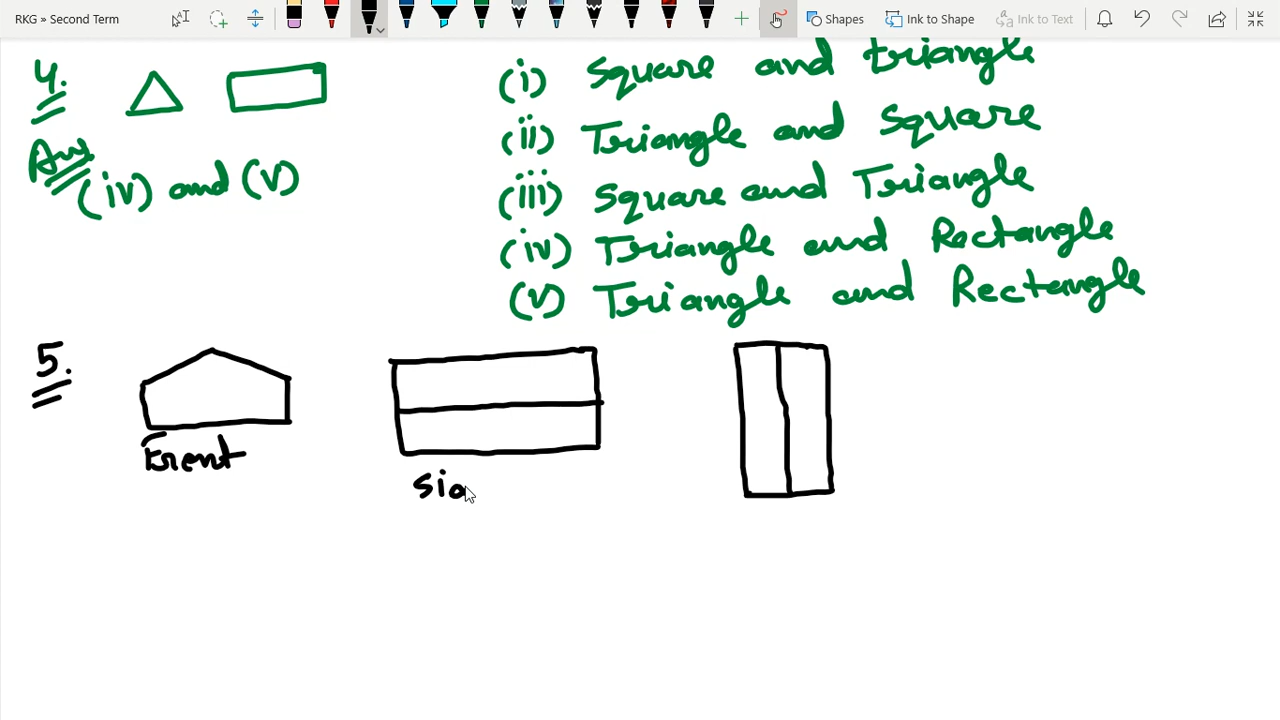 RKG » Second Term
Shapes
Ink to Shape
Ink to Text
4.
(i) Square and triangle
(ii) Triangle and Square
Ans
(iv) and (v)
(iii) Square and Triangle
(iv) Triangle and Rectangle
(v) Triangle and Rectangle
5.
Front
Sid